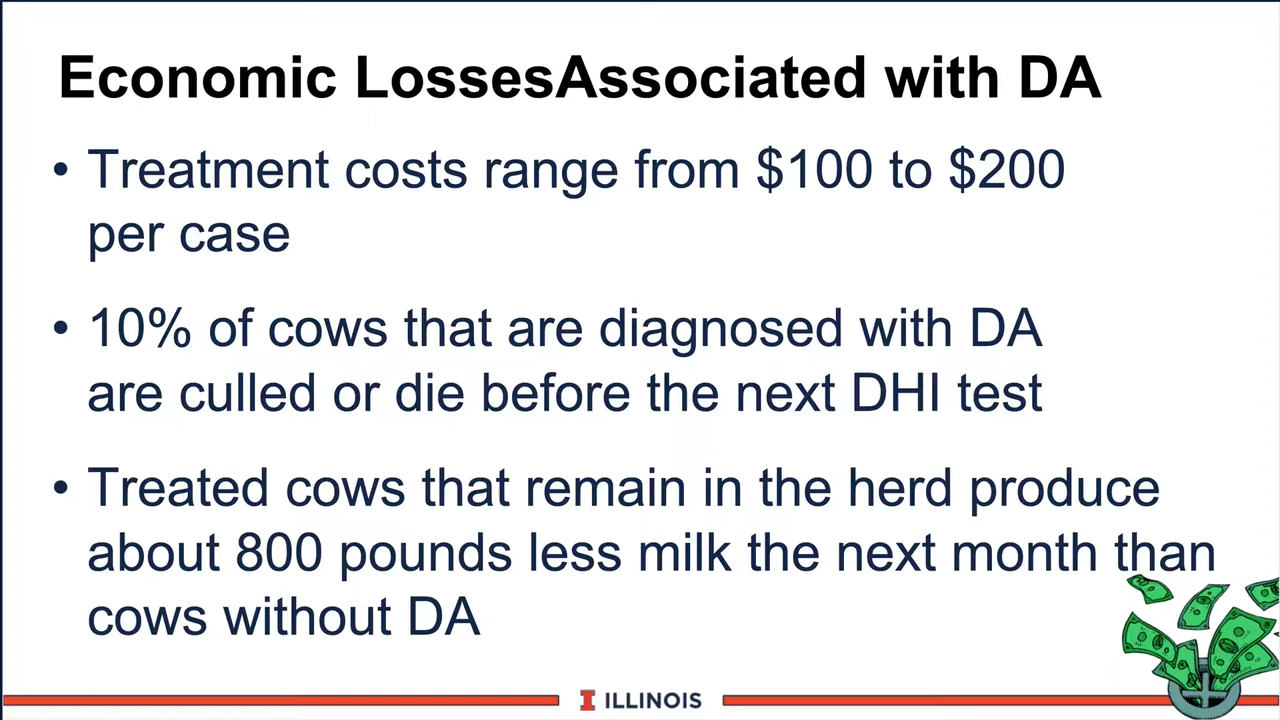 Economic LossesAssociated with DA
• Treatment costs range from $100 to $200
per case
• 10% of cows that are diagnosed with DA
are culled or die before the next DHI test
• Treated cows that remain in the herd produce
about 800 pounds less milk the next month than
cows without DA
I ILLINOIS